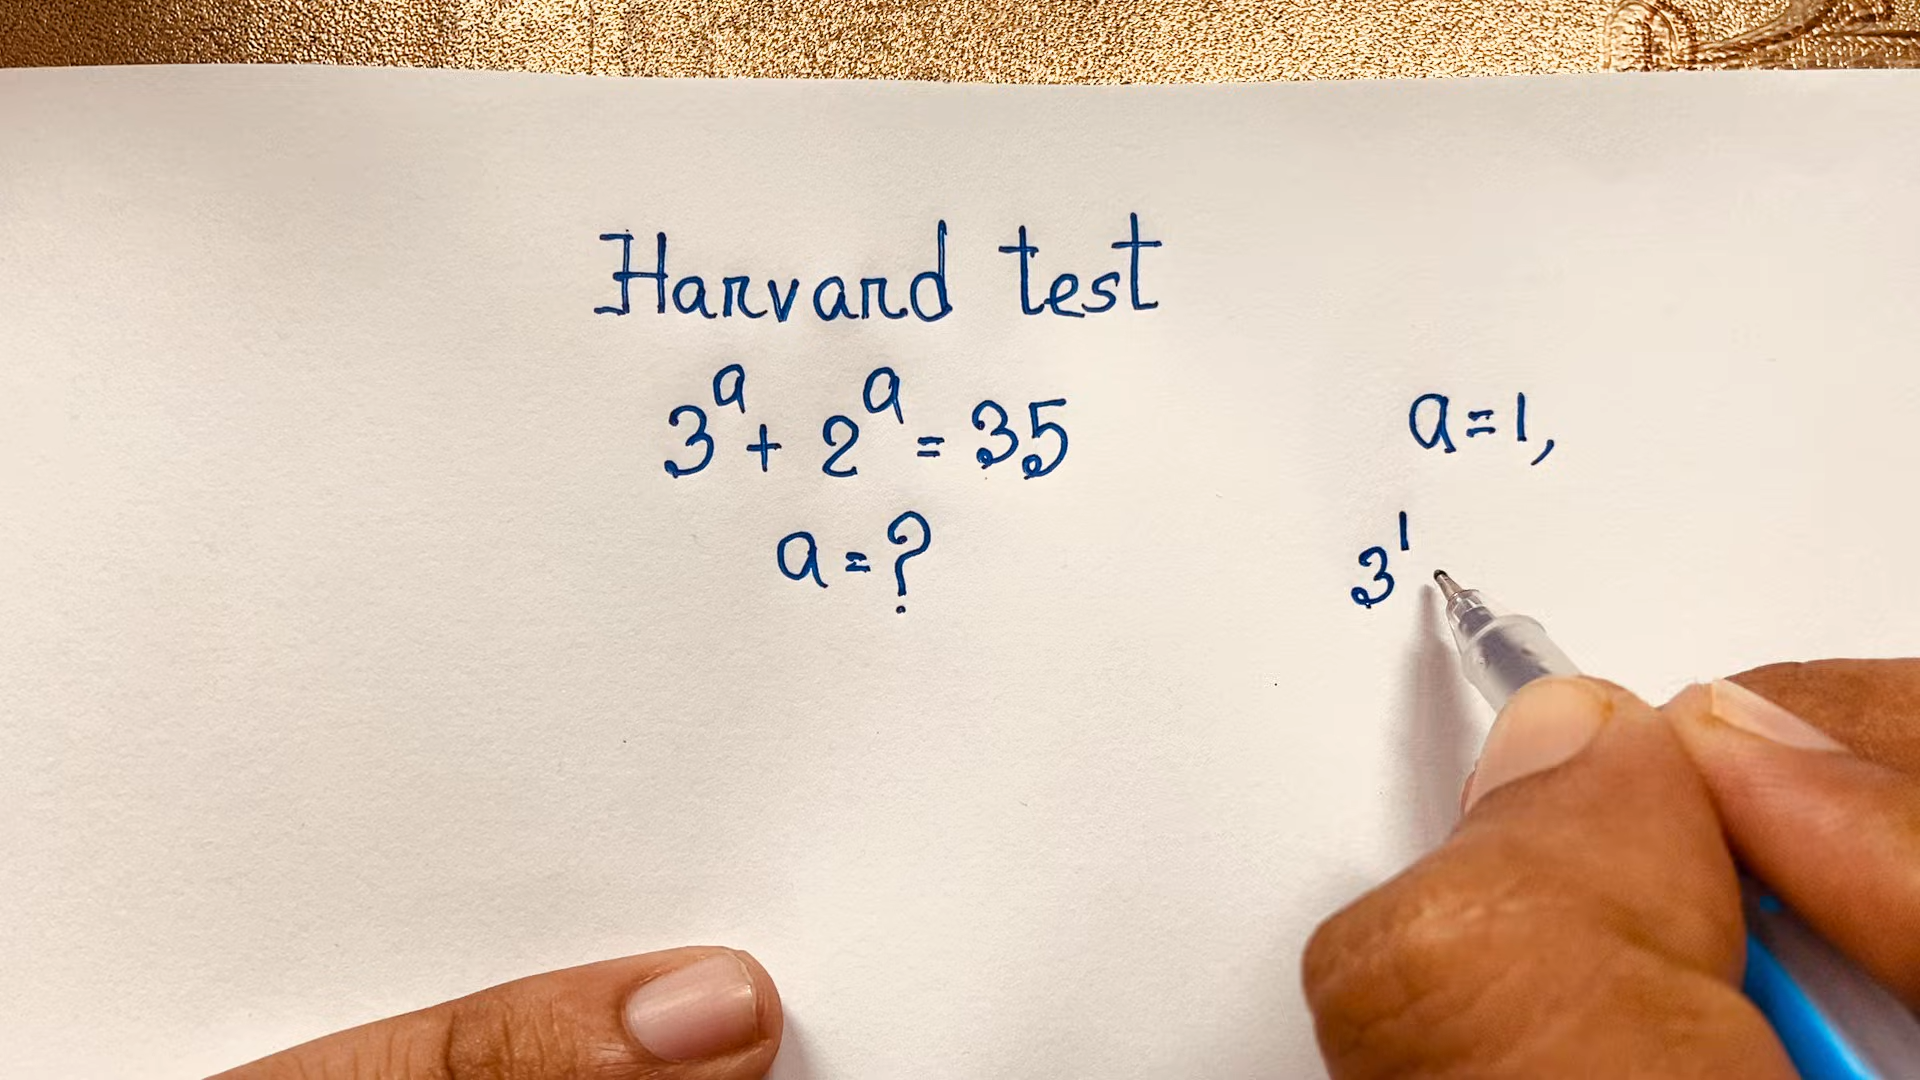 Harvard test
3^a + 2^a = 35
a = ?
a = 1,
3^1